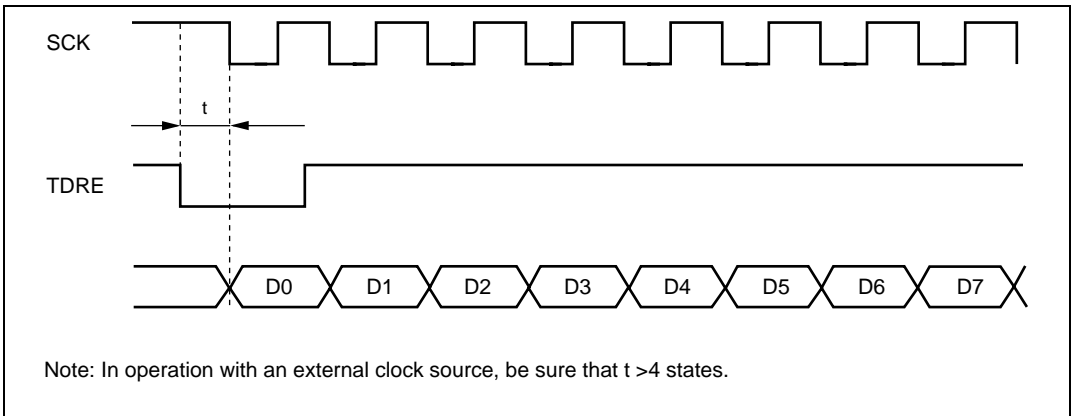 SCK
t
TDRE
D0 D1 D2 D3 D4 D5 D6 D7
Note: In operation with an external clock source, be sure that t >4 states.